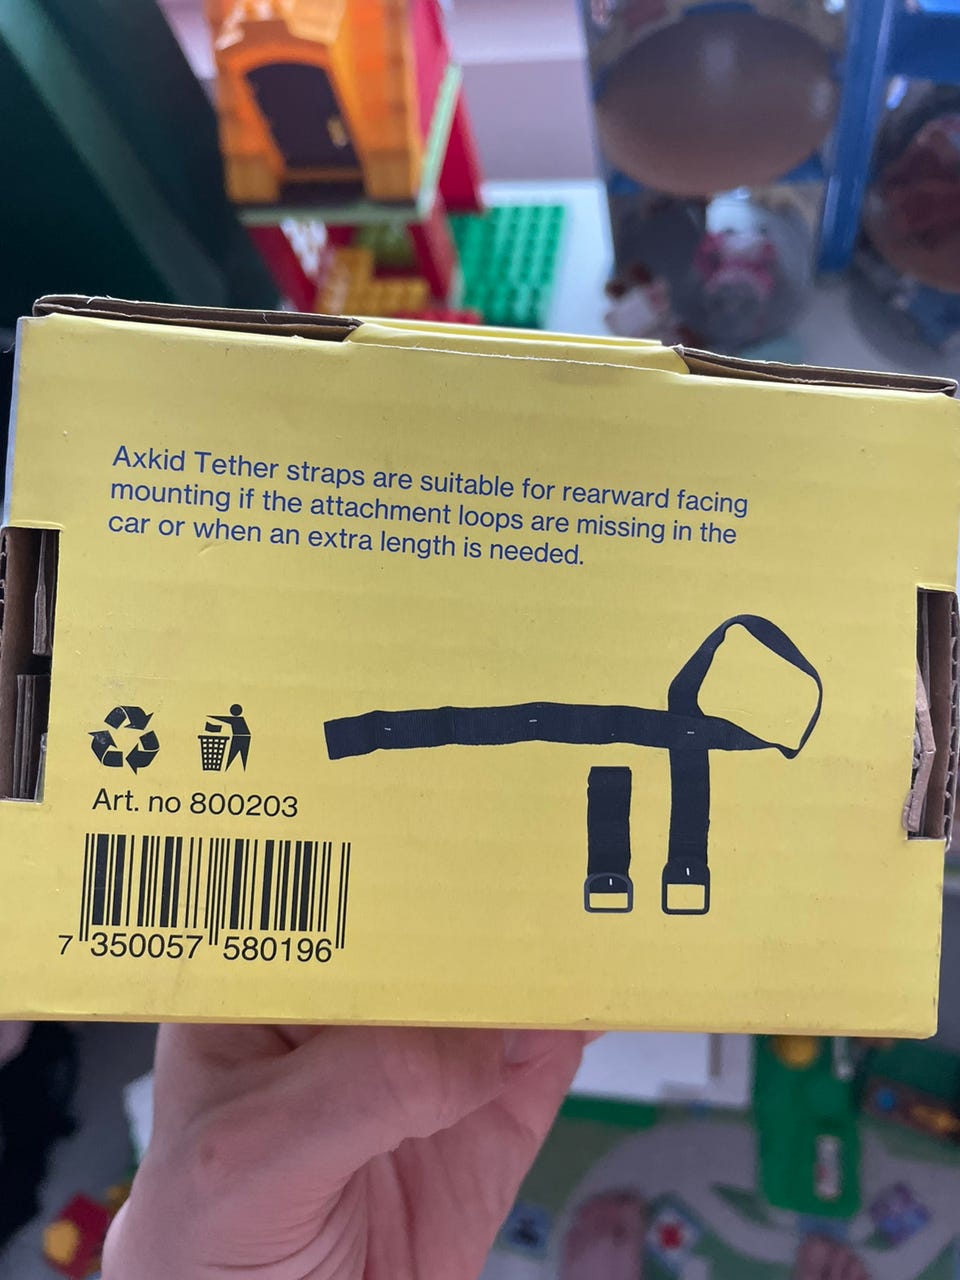 Axkid Tether straps are suitable for rearward facing
mounting if the attachment loops are missing in the
car or when an extra length is needed.
Art. no 800203
7 350057 580196